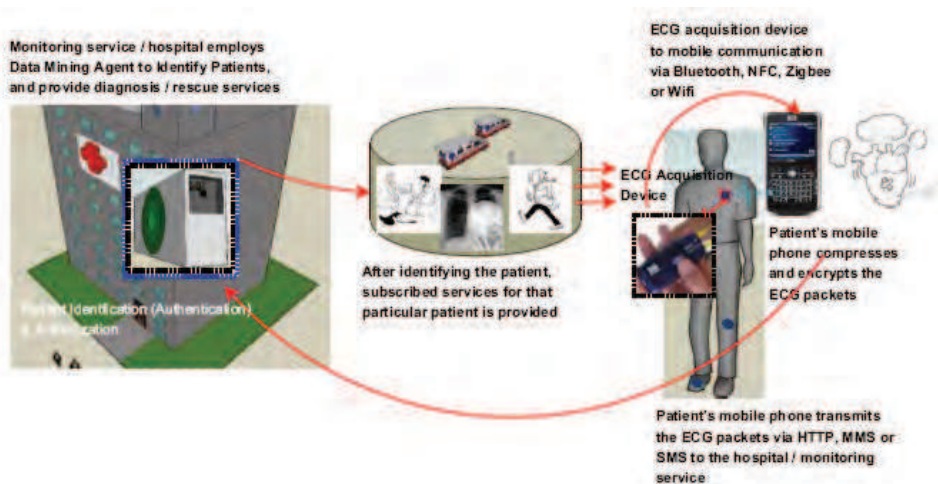 Monitoring service / hospital employs
Data Mining Agent to Identify Patients,
and provide diagnosis / rescue services
ECG acquisition device
to mobile communication
via Bluetooth, NFC, Zigbee
or Wifi
ECG Acquisition
Device
Patient's mobile
phone compresses
and encrypts the
ECG packets
After identifying the patient,
subscribed services for that
particular patient is provided
Patient Identification (Authentication)
Patient's mobile phone transmits
the ECG packets via HTTP, MMS or
SMS to the hospital / monitoring
service